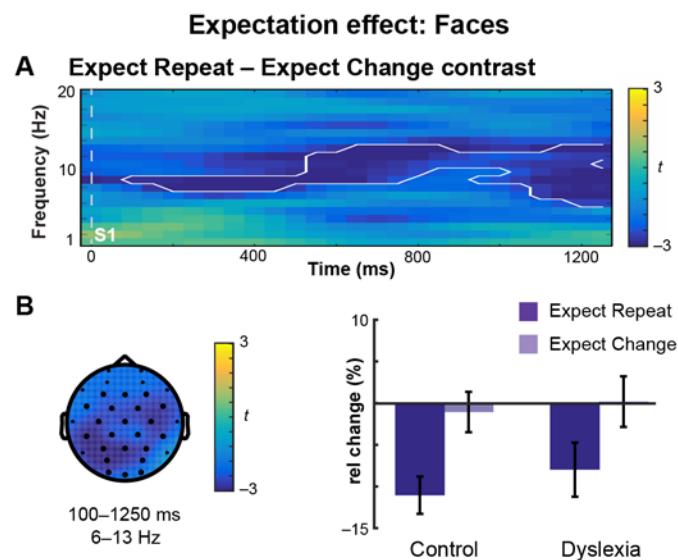 Expectation effect: Faces
A Expect Repeat – Expect Change contrast
Frequency (Hz)
20
10
1
S1
0 400 800 1200
Time (ms)
3
t
–3
B
3
t
–3
100–1250 ms
6–13 Hz
Expect Repeat
Expect Change
rel change (%)
10
–15
Control Dyslexia